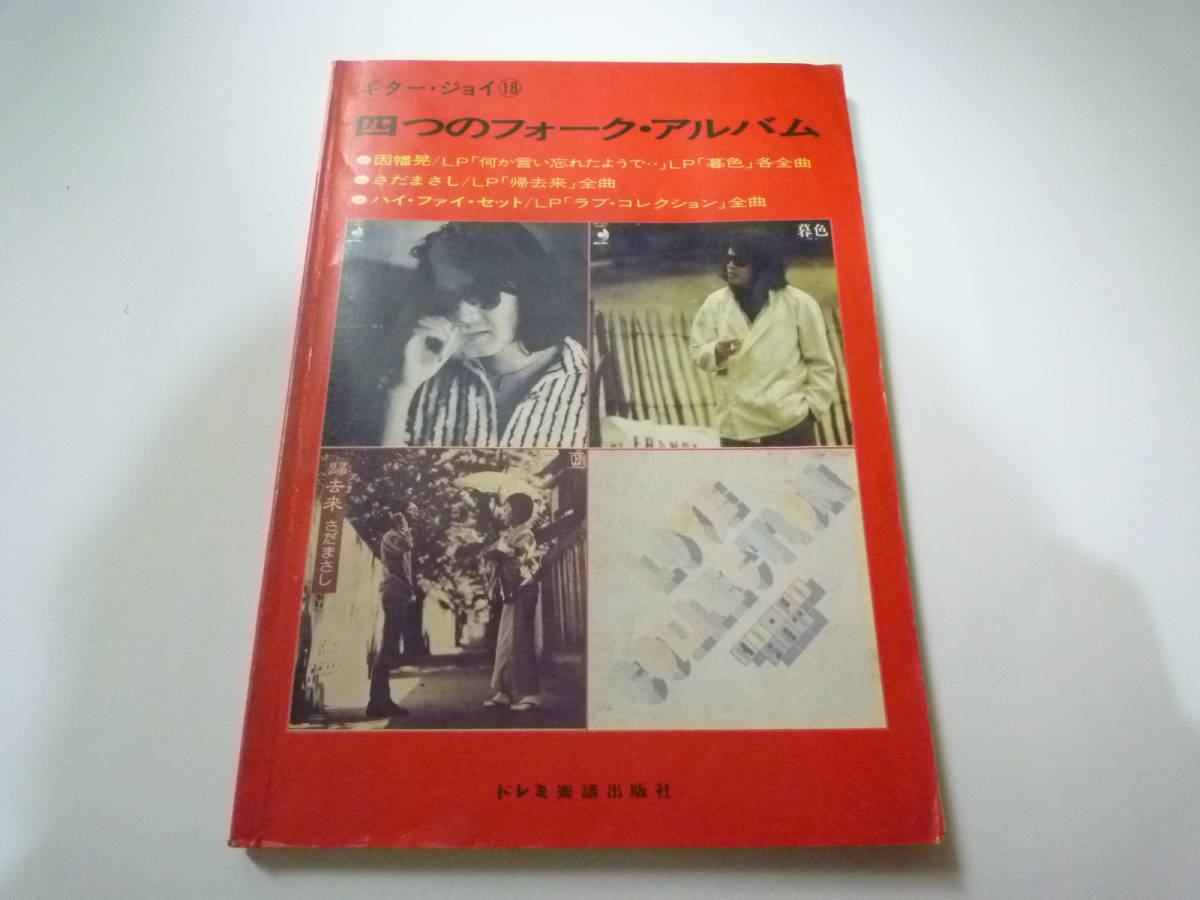 ギター・ジョイ⑱
四つのフォーク・アルバム
●因幡晃/LP「何か言い忘れたようで‥」LP「暮色」各全曲
●さだまさし/LP「帰去来」全曲
●ハイ・ファイ・セット/LP「ラブ・コレクション」全曲
暮色
FRANCE
歸去来 さだまさし
LOVE
COLLECTION
ドレミ楽譜出版社